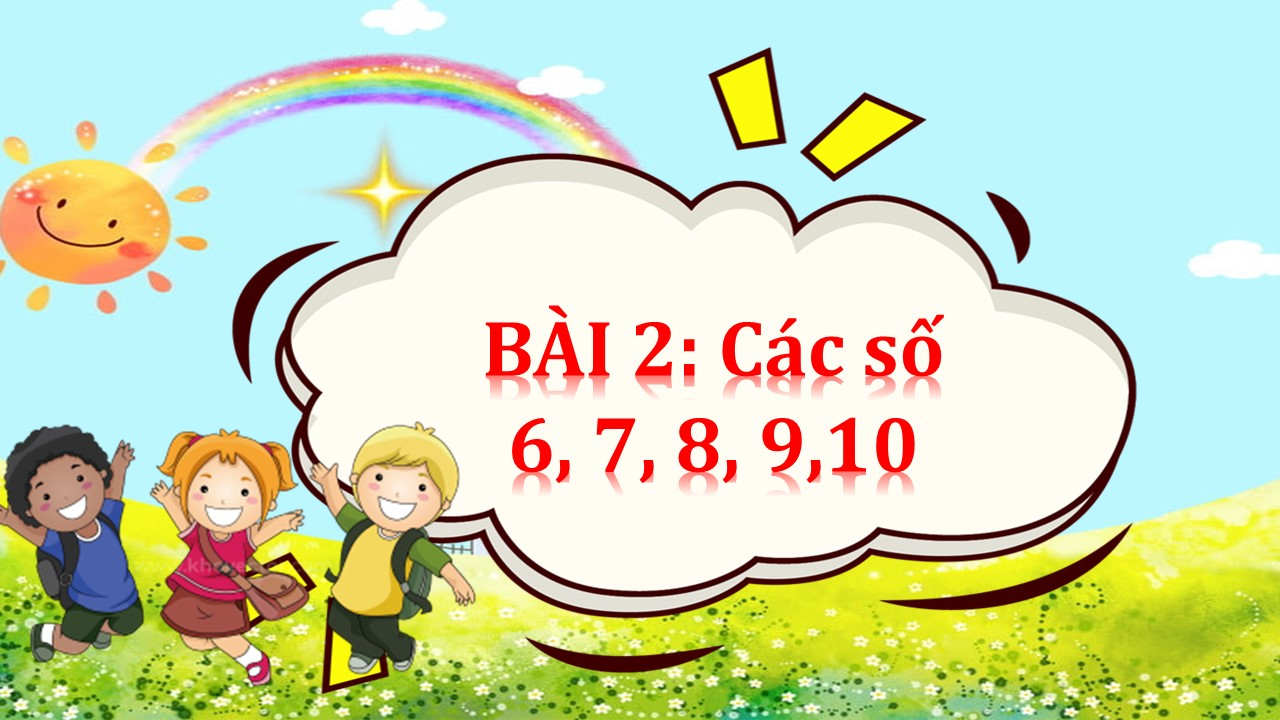 BÀI 2: Các số
6, 7, 8, 9,10